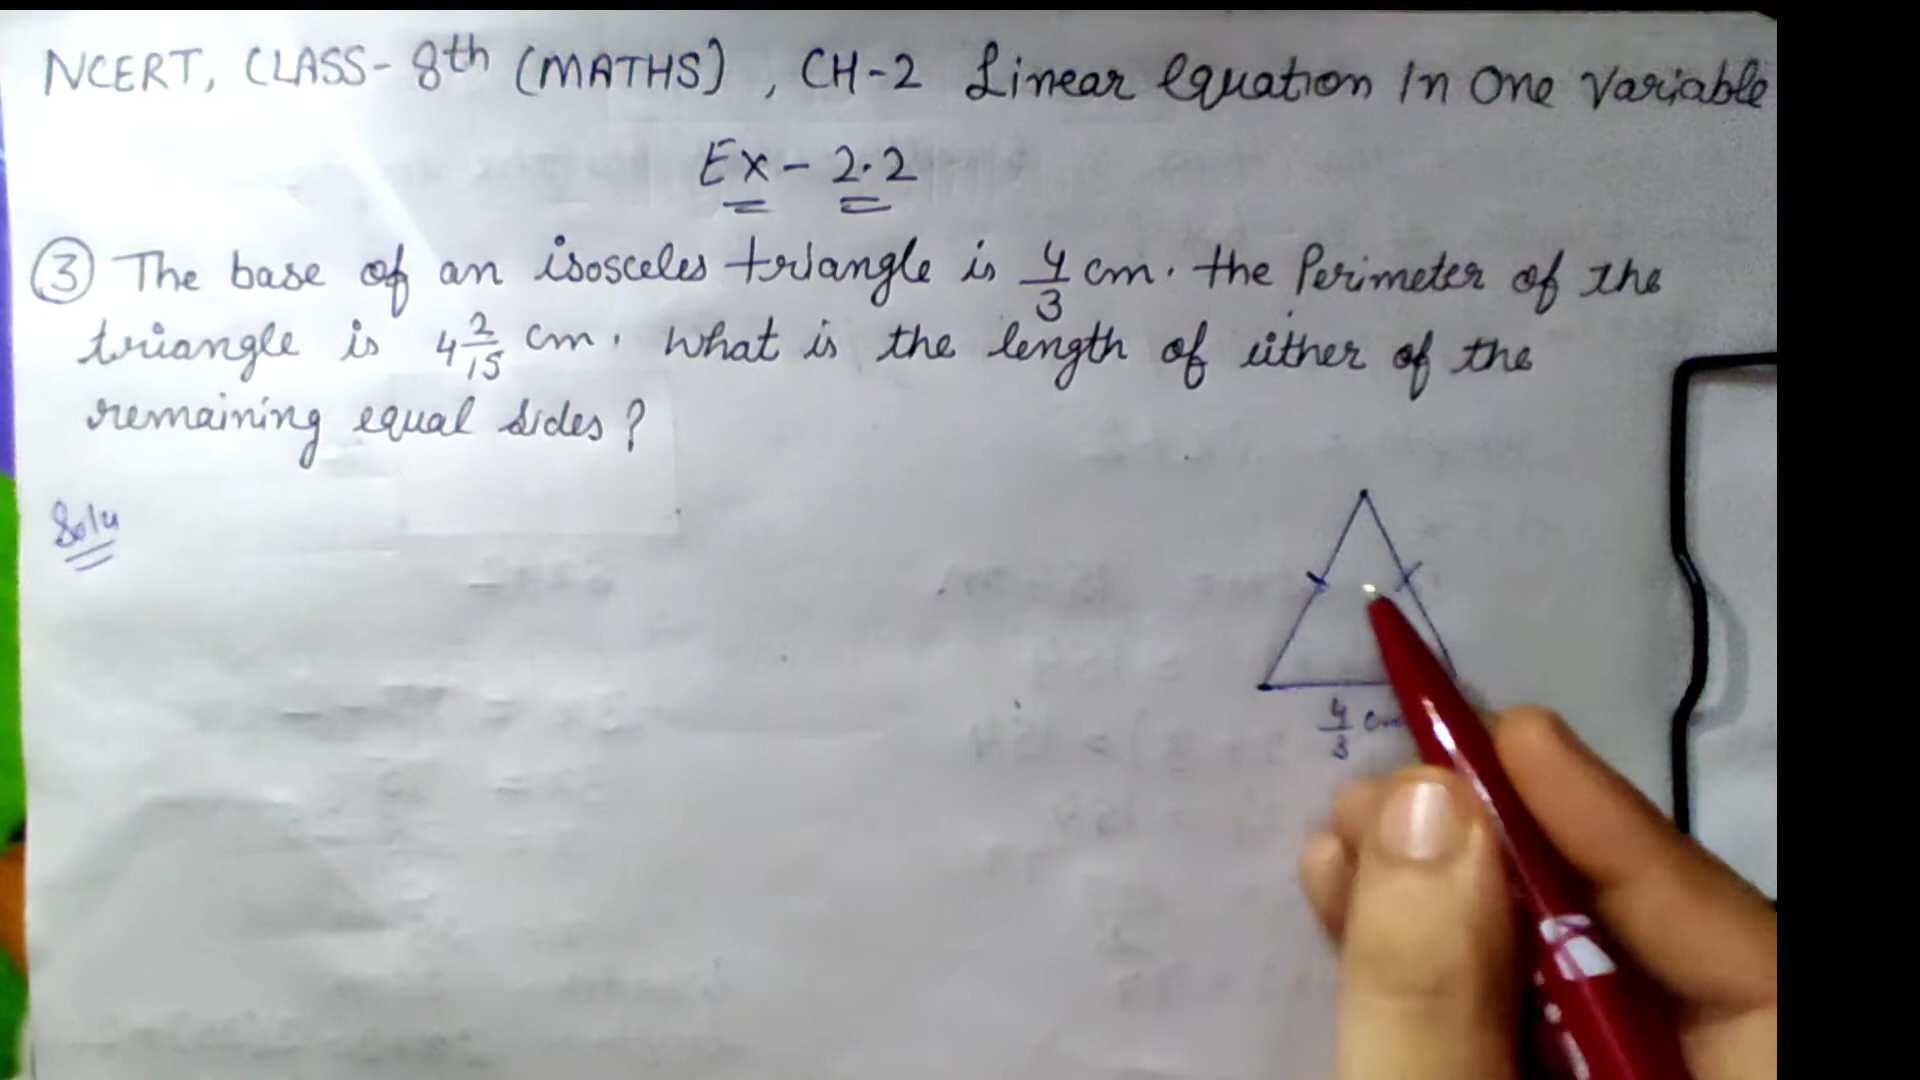 NCERT, CLASS-8th (MATHS), CH-2 Linear Equation In One Variable
Ex-2.2
③ The base of an isosceles triangle is 4/3 cm. the Perimeter of the
triangle is 4 2/15 cm. What is the length of either of the
remaining equal sides?
Soln
4/3 cm